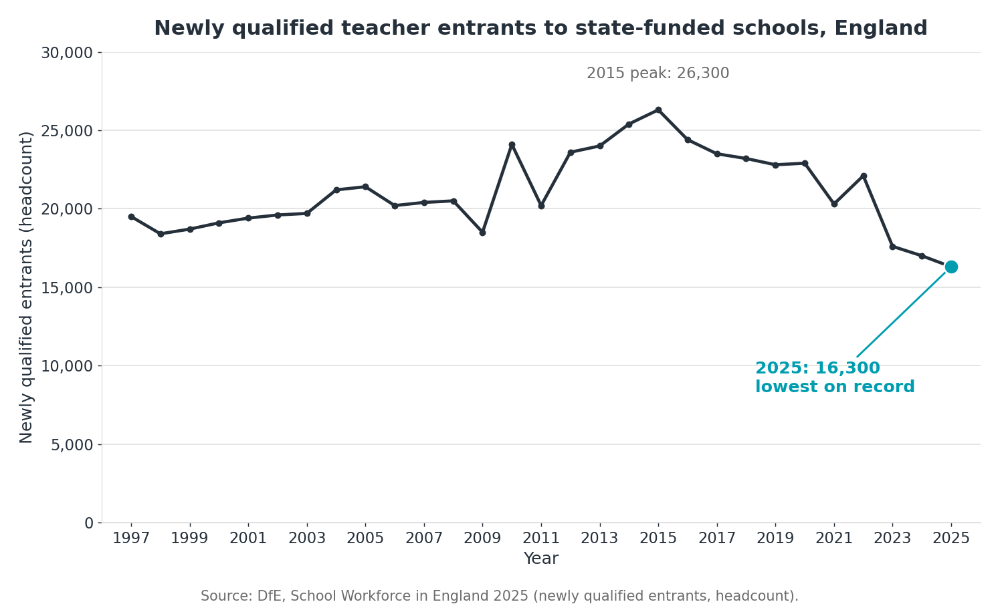 Newly qualified teacher entrants to state-funded schools, England
30,000
25,000
20,000
15,000
10,000
5,000
0
Newly qualified entrants (headcount)
2015 peak: 26,300
2025: 16,300
lowest on record
1997 1999 2001 2003 2005 2007 2009 2011 2013 2015 2017 2019 2021 2023 2025
Year
Source: DfE, School Workforce in England 2025 (newly qualified entrants, headcount).